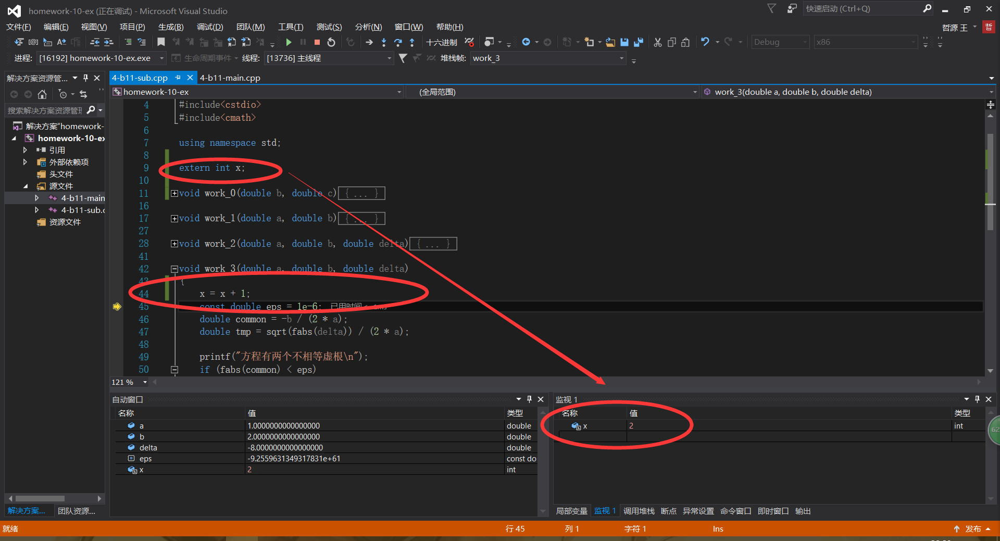 homework-10-ex (正在调试) - Microsoft Visual Studio
快速启动 (Ctrl+Q)
文件(F) 编辑(E) 视图(V) 项目(P) 生成(B) 调试(D) 团队(M) 工具(T) 测试(S) 分析(N) 窗口(W) 帮助(H)
哲源 王 哲
十六进制 Debug x86
进程: [16192] homework-10-ex.exe 生命周期事件 线程: [13736] 主线程 堆栈帧: work_3
解决方案资源管...
4-b11-sub.cpp 4-b11-main.cpp
homework-10-ex (全局范围) work_3(double a, double b, double delta)
搜索解决方案资源管理
解决方案"homework-
homework-10-ex
引用
外部依赖项
头文件
源文件
4-b11-main
4-b11-sub.c
资源文件
解决方案... 团队资源...
4 #include<cstdio>
5 #include<cmath>
6
7 using namespace std;
8
9 extern int x;
10
11 void work_0(double b, double c){ ... }
16
17 void work_1(double a, double b){ ... }
27
28 void work_2(double a, double b, double delta){ ... }
41
42 void work_3(double a, double b, double delta)
43 {
44 x = x + 1;
45 const double eps = 1e-6; 已用时间
46 double common = -b / (2 * a);
47 double tmp = sqrt(fabs(delta)) / (2 * a);
48
49 printf("方程有两个不相等虚根\n");
50 if (fabs(common) < eps)
121 %
自动窗口
名称 值 类型
a 1.0000000000000000 double
b 2.0000000000000000 double
delta -8.0000000000000000 double
eps -9.2559631349317831e+61 const do
x 2 int
监视 1
名称 值 类型
x 2 int
62
局部变量 监视 1 调用堆栈 断点 异常设置 命令窗口 即时窗口 输出
就绪 行 45 列 1 字符 1 Ins 发布